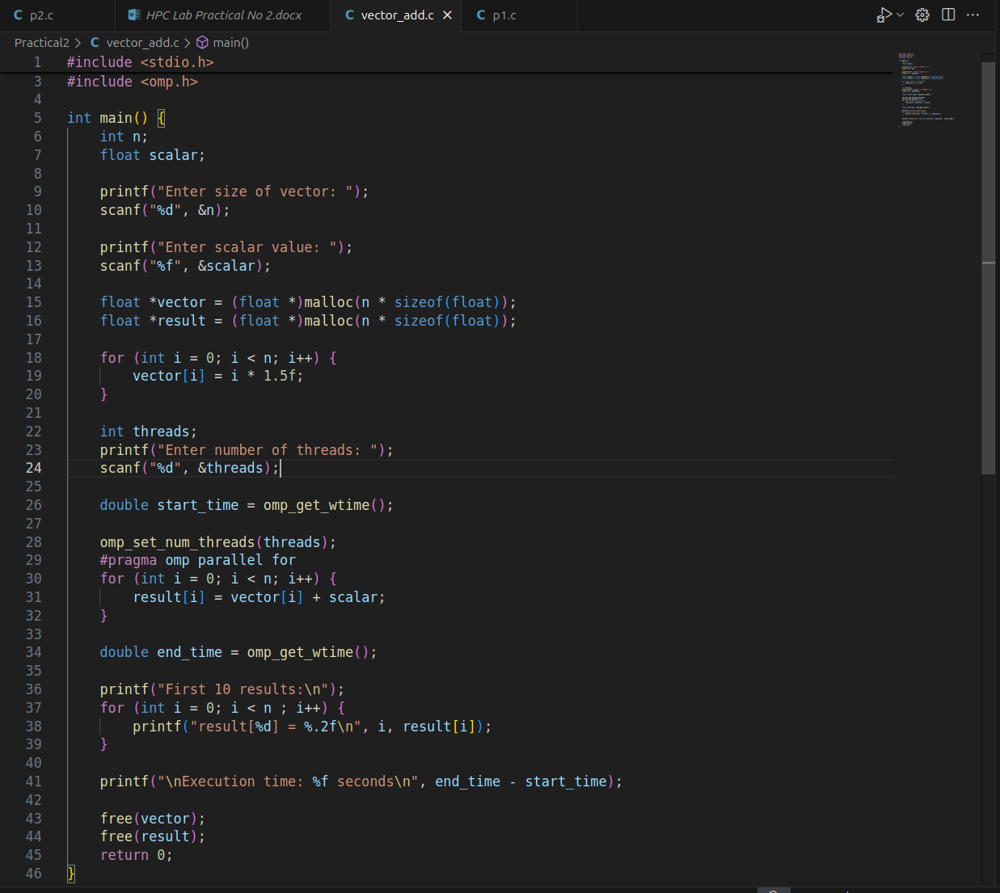 p2.c HPC Lab Practical No 2.docx vector_add.c p1.c
Practical2 > vector_add.c > main()
1 #include <stdio.h>
3 #include <omp.h>
4
5 int main() {
6     int n;
7     float scalar;
8
9     printf("Enter size of vector: ");
10     scanf("%d", &n);
11
12     printf("Enter scalar value: ");
13     scanf("%f", &scalar);
14
15     float *vector = (float *)malloc(n * sizeof(float));
16     float *result = (float *)malloc(n * sizeof(float));
17
18     for (int i = 0; i < n; i++) {
19         vector[i] = i * 1.5f;
20     }
21
22     int threads;
23     printf("Enter number of threads: ");
24     scanf("%d", &threads);
25
26     double start_time = omp_get_wtime();
27
28     omp_set_num_threads(threads);
29     #pragma omp parallel for
30     for (int i = 0; i < n; i++) {
31         result[i] = vector[i] + scalar;
32     }
33
34     double end_time = omp_get_wtime();
35
36     printf("First 10 results:\n");
37     for (int i = 0; i < n ; i++) {
38         printf("result[%d] = %.2f\n", i, result[i]);
39     }
40
41     printf("\nExecution time: %f seconds\n", end_time - start_time);
42
43     free(vector);
44     free(result);
45     return 0;
46 }